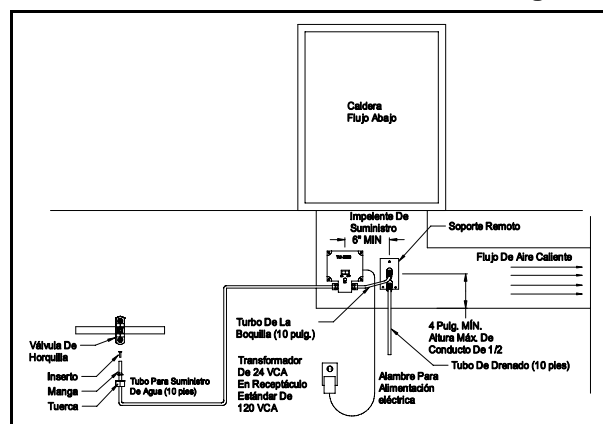 Caldera
Flujo Abajo
Impelente De
Suministro
6" MIN
Soporte Remoto
Flujo De Aire Caliente
Turbo De La
Boquilla (10 pulg.)
4 Pulg. MÍN.
Altura Máx. De
Conducto De 1/2
Válvula De
Horquilla
Inserto
Manga
Tuerca
Tubo Para Suministro
De Agua (10 pies)
Transformador
De 24 VCA
En Receptáculo
Estándar De
120 VCA
Alambre Para
Alimentación
eléctrica
Tubo De Drenado (10 pies)